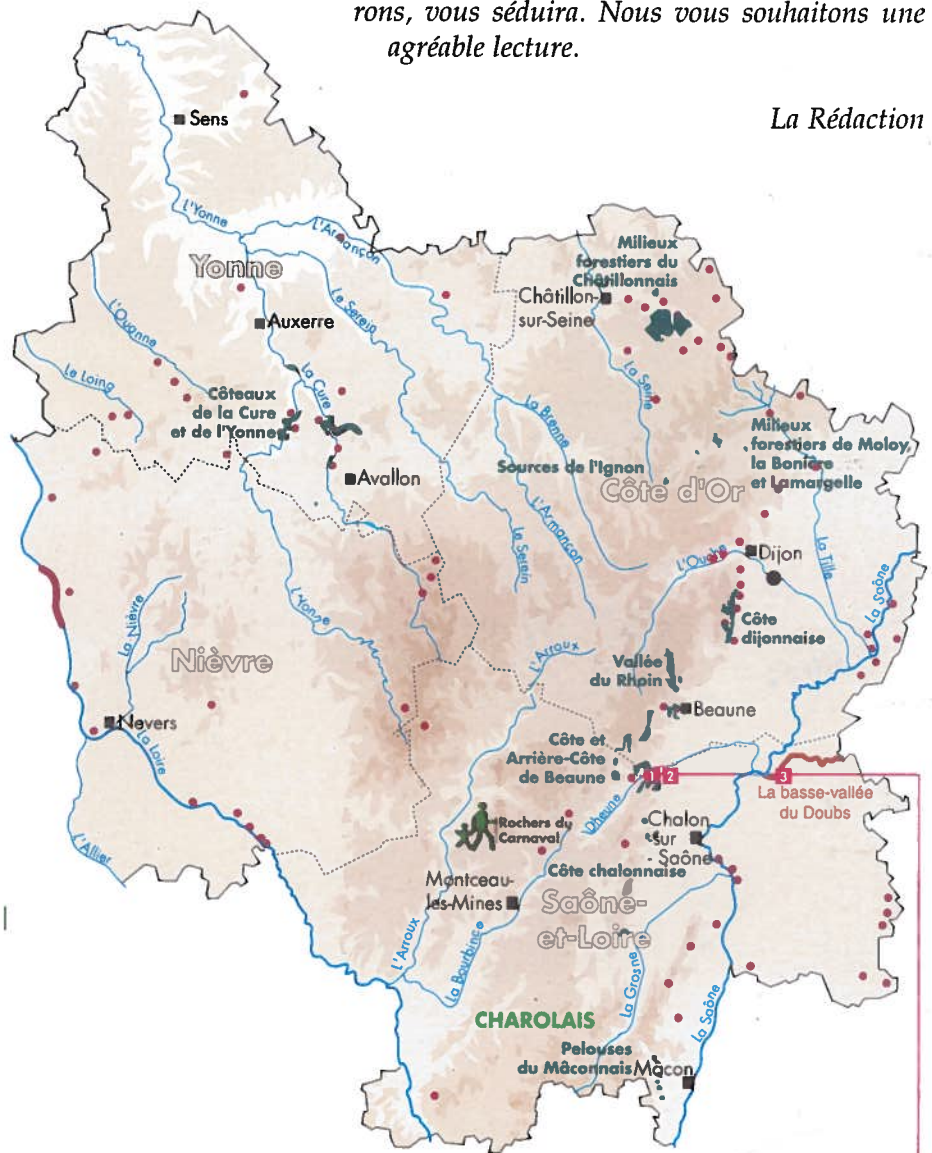 rons, vous séduira. Nous vous souhaitons une
agréable lecture.
La Rédaction
Sens
L'Yonne
L'Armançon
Yonne
Milieux
forestiers du
Châtillonnais
Châtillon-
sur-Seine
Le Serein
L'Ouanne
Auxerre
Le Loing
La Cure
La Seine
Côteaux
de la Cure
et de l'Yonne
La Brenne
Milieux
forestiers de Moloy,
la Bonière
et Lamargelle
Avallon
Sources de l'Ignon
Côte d'Or
L'Armançon
Le Serein
L'Ouche
Dijon
La Tille
La Saône
L'Yonne
La Nièvre
Côte
dijonnaise
Nièvre
L'Arroux
Vallée
du Rhoin
Beaune
Nevers
La Loire
Côte et
Arrière-Côte
de Beaune
1 2
3
La basse-vallée
du Doubs
Dheune
L'Allier
Rochers du
Carnaval
Chalon
sur
Saône
Côte chalonnaise
Montceau-
les-Mines
Saône-
et-Loire
L'Arroux
La Bourbince
La Grosne
La Saône
CHAROLAIS
Pelouses
du Mâconnais
Mâcon